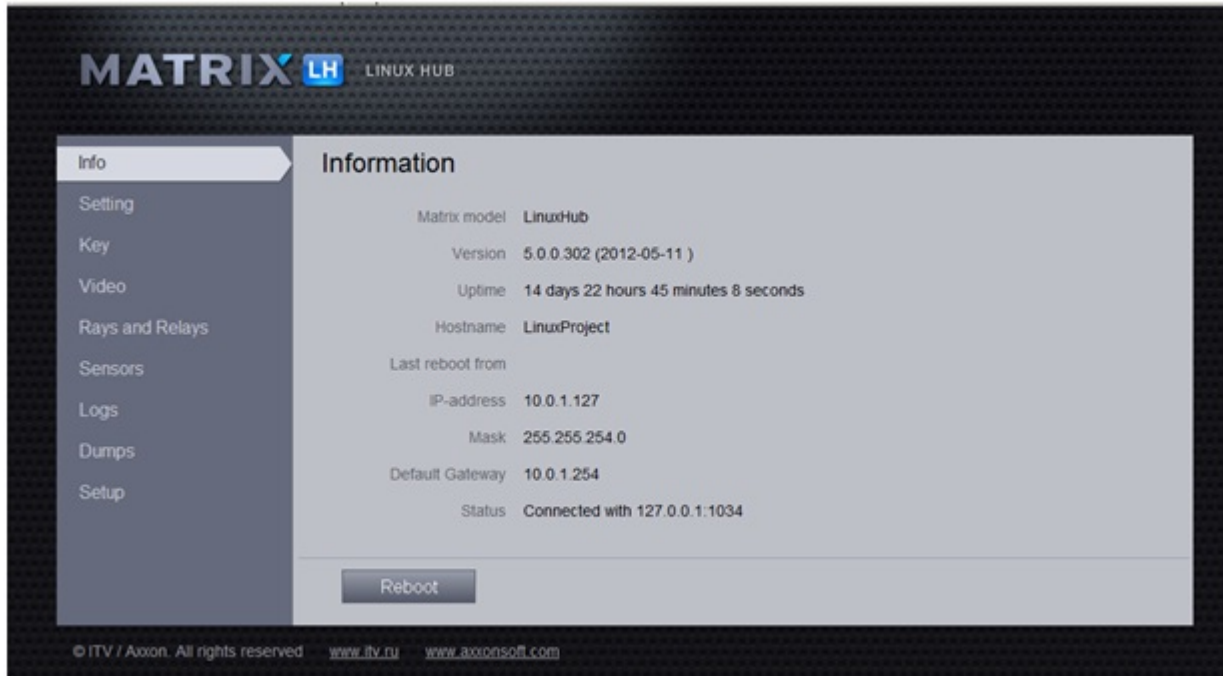 MATRIX LH LINUX HUB
Info
Setting
Key
Video
Rays and Relays
Sensors
Logs
Dumps
Setup
Information
Matrix model LinuxHub
Version 5.0.0.302 (2012-05-11 )
Uptime 14 days 22 hours 45 minutes 8 seconds
Hostname LinuxProject
Last reboot from
IP-address 10.0.1.127
Mask 255.255.254.0
Default Gateway 10.0.1.254
Status Connected with 127.0.0.1:1034
Reboot
© ITV / Axxon. All rights reserved www.itv.ru www.axxonsoft.com